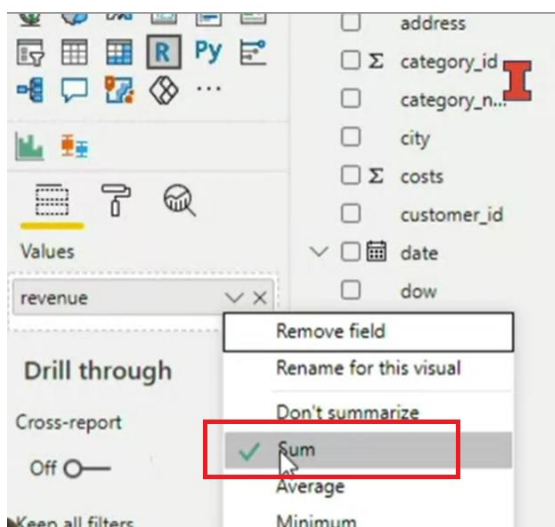 R Py
address
Σ category_id
category_n...
city
Σ costs
customer_id
date
dow
Values
revenue
Drill through
Cross-report
Off
Keep all filters
Remove field
Rename for this visual
Don't summarize
Sum
Average
Minimum